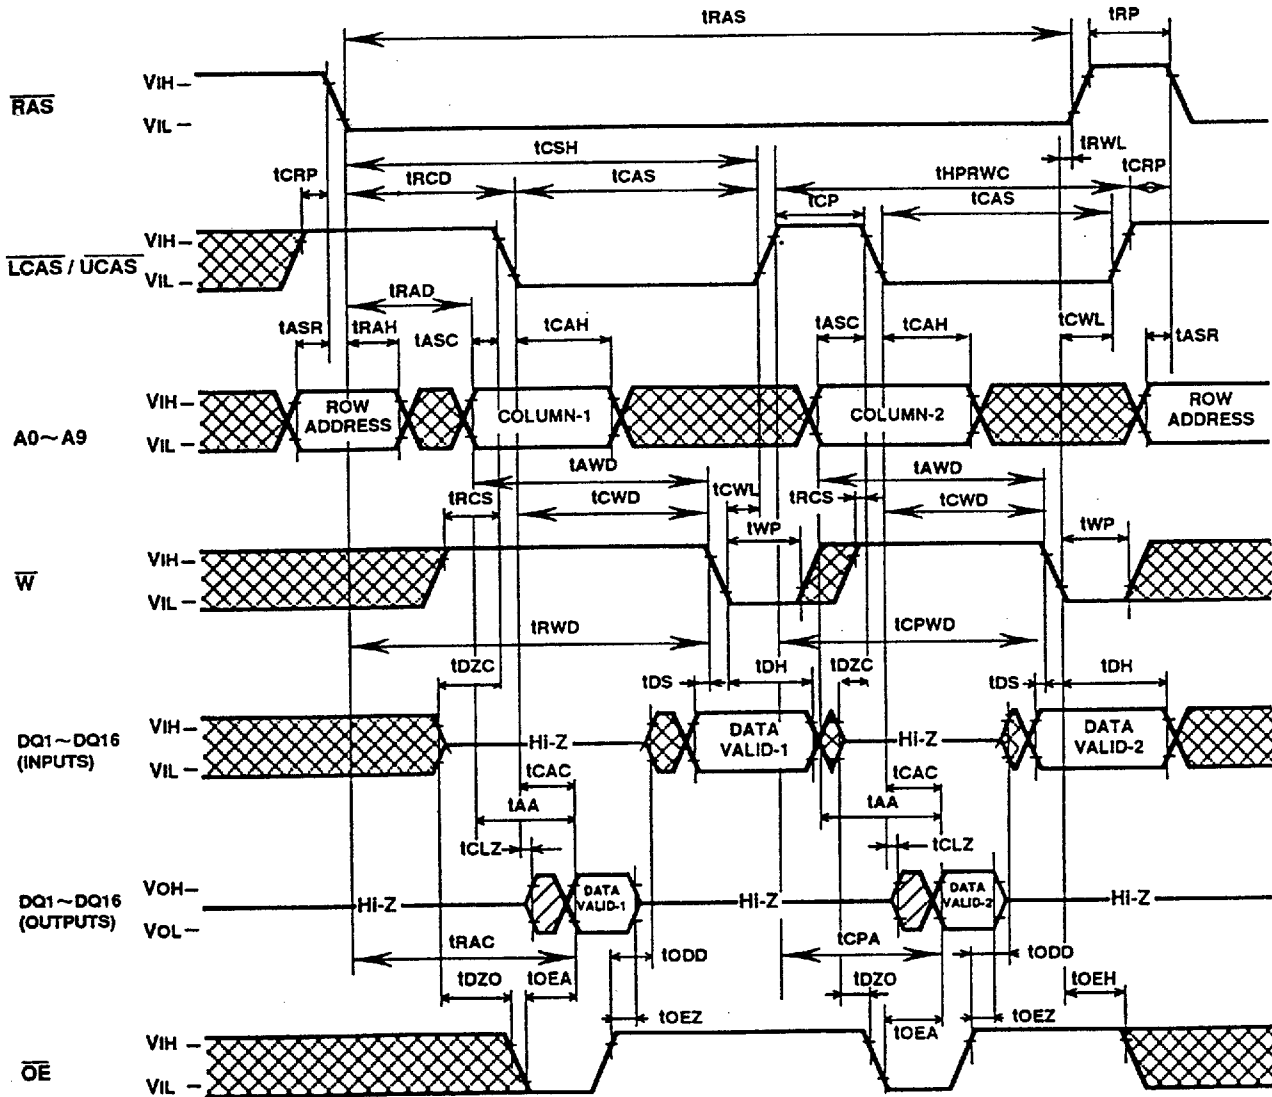 tRAS
tRP
VIH
RAS
VIL
tRWL
tCSH
tCRP
tCRP
tRCD
tCAS
tHPRWC
tCP
tCAS
VIH
LCAS / UCAS
VIL
tRAD
tASR
tRAH
tASC
tCAH
tASC
tCAH
tCWL
tASR
VIH
ROW ADDRESS
COLUMN-1
COLUMN-2
ROW ADDRESS
A0~A9
VIL
tAWD
tAWD
tRCS
tCWD
tCWL
tRCS
tCWD
tWP
tWP
VIH
W
VIL
tRWD
tCPWD
tDZC
tDS
tDH
tDZC
tDS
tDH
VIH
DQ1~DQ16
(INPUTS)
VIL
Hi-Z
DATA VALID-1
Hi-Z
DATA VALID-2
tCAC
tCAC
tAA
tAA
tCLZ
tCLZ
VOH
DQ1~DQ16
(OUTPUTS)
VOL
Hi-Z
DATA VALID-1
Hi-Z
DATA VALID-2
Hi-Z
tRAC
tODD
tCPA
tODD
tDZO
tOEA
tDZO
tOEH
tOEZ
tOEA
tOEZ
VIH
OE
VIL